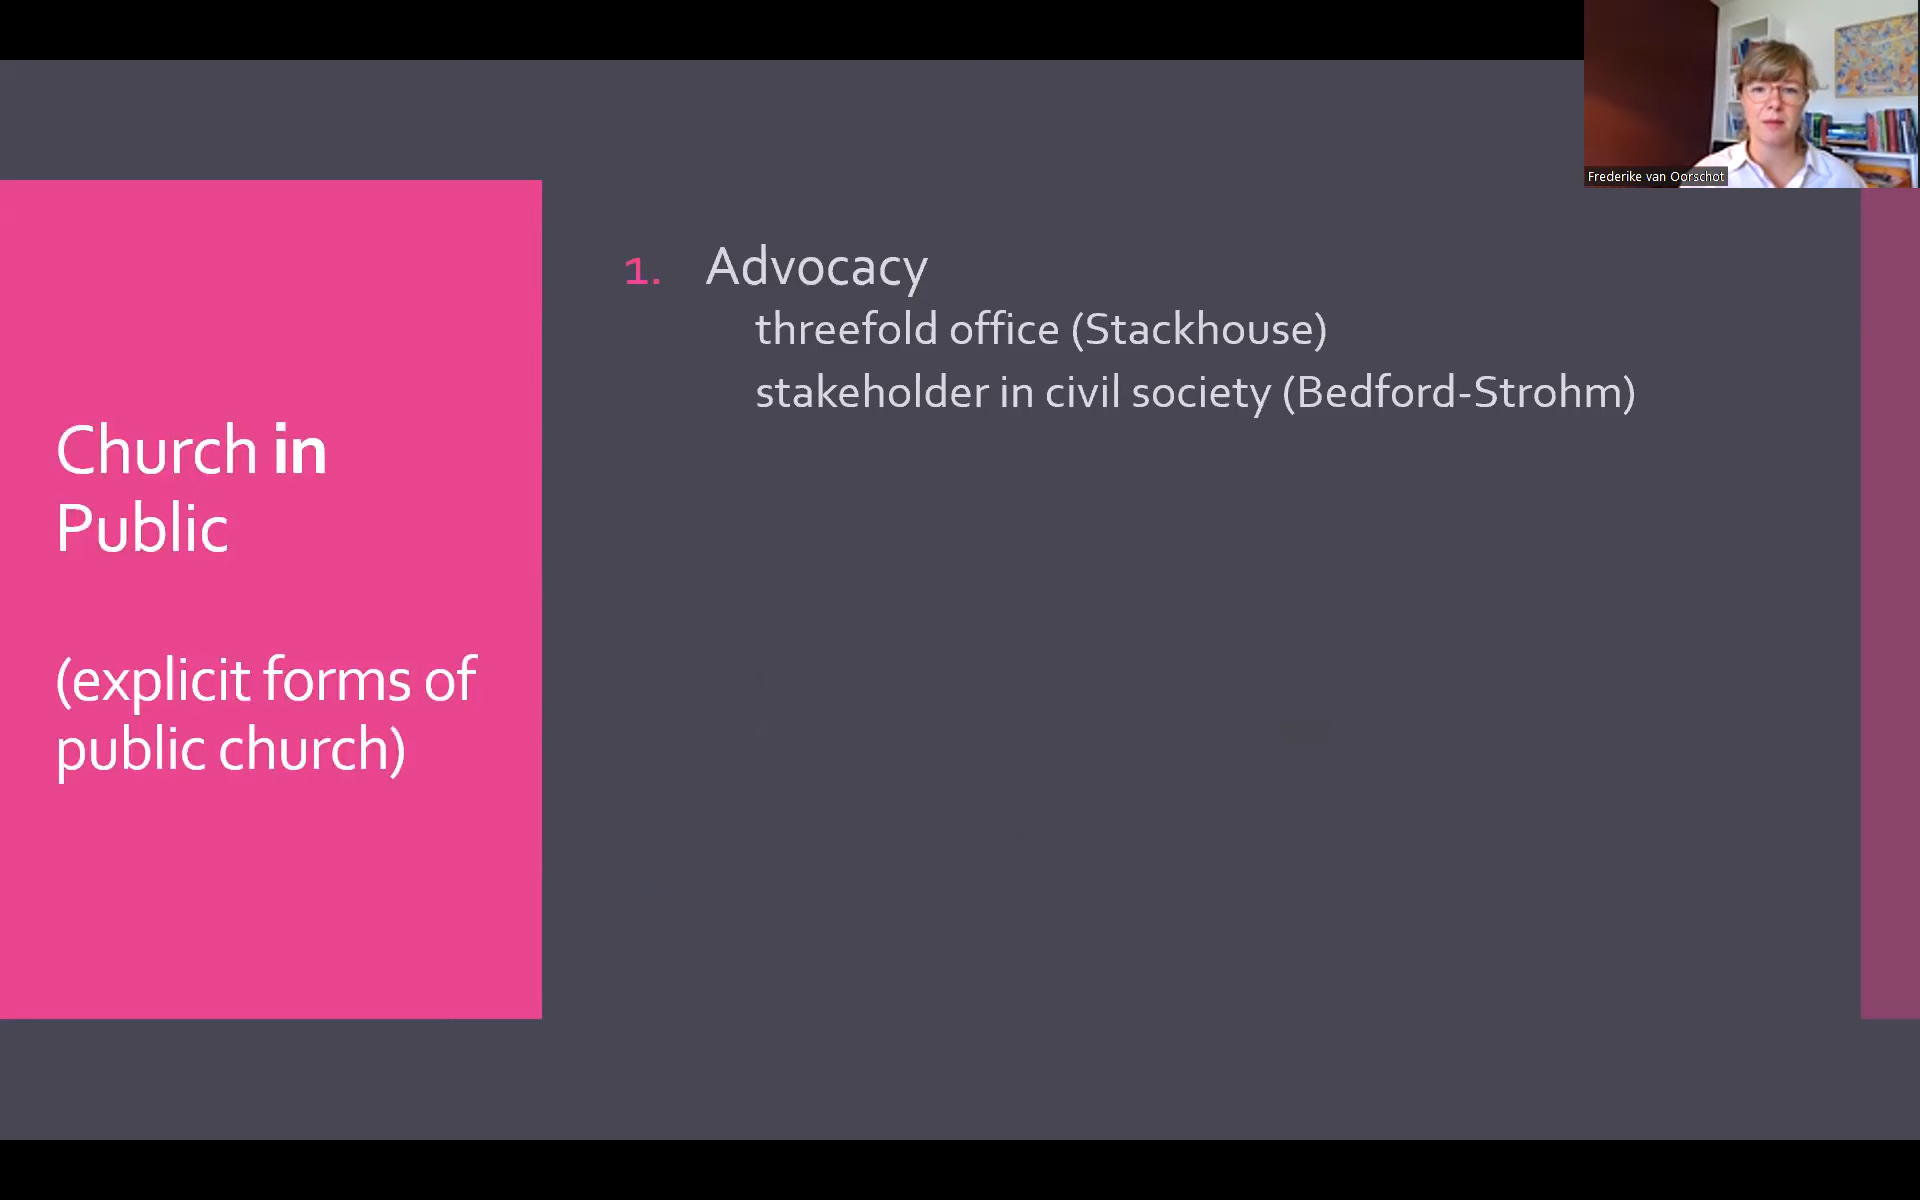 Frederike van Oorschot
Church in
Public
(explicit forms of
public church)
1. Advocacy
threefold office (Stackhouse)
stakeholder in civil society (Bedford-Strohm)